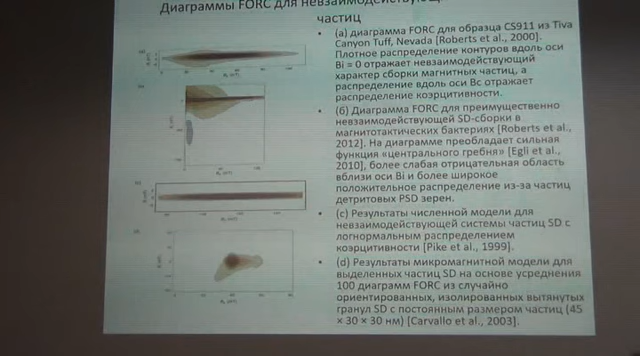 Диаграммы FORC для невзаимодействующ
частиц
• (а) диаграмма FORC для образца CS911 из Tiva
Canyon Tuff, Nevada [Roberts et al., 2000].
Плотное распределение контуров вдоль оси
Bi = 0 отражает невзаимодействующий
характер сборки магнитных частиц, а
распределение вдоль оси Bc отражает
распределение коэрцитивности.
• (б) Диаграмма FORC для преимущественно
невзаимодействующей SD-сборки в
магнитотактических бактериях [Roberts et al.,
2012]. На диаграмме преобладает сильная
функция «центрального гребня» [Egli et al.,
2010], более слабая отрицательная область
вблизи оси Bi и более широкое
положительное распределение из-за частиц
детритовых PSD зерен.
• (с) Результаты численной модели для
невзаимодействующей системы частиц SD с
логнормальным распределением
коэрцитивности [Pike et al., 1999].
• (d) Результаты микромагнитной модели для
выделенных частиц SD на основе усреднения
100 диаграмм FORC из случайно
ориентированных, изолированных вытянутых
гранул SD с постоянным размером частиц (45
× 30 × 30 нм) [Carvallo et al., 2003].